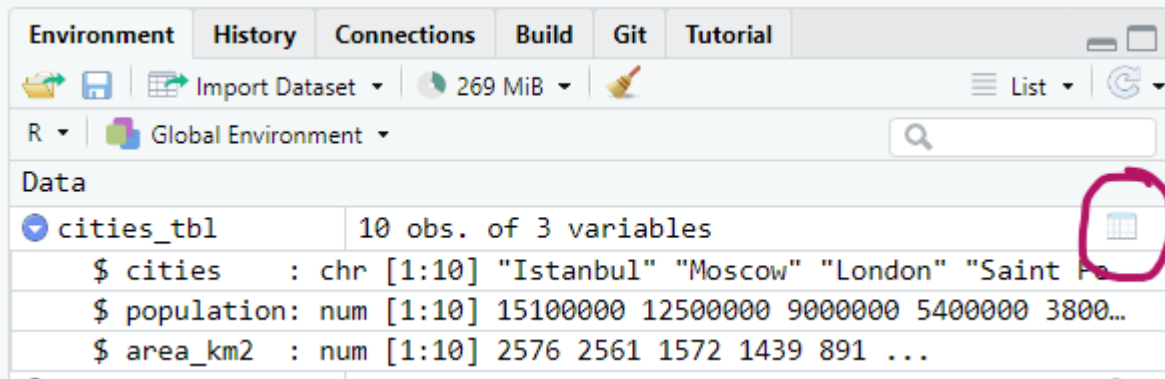 Environment History Connections Build Git Tutorial
Import Dataset 269 MiB List
R Global Environment
Data
cities_tbl 10 obs. of 3 variables
$ cities : chr [1:10] "Istanbul" "Moscow" "London" "Saint
$ population: num [1:10] 15100000 12500000 9000000 5400000 3800…
$ area_km2 : num [1:10] 2576 2561 1572 1439 891 ...